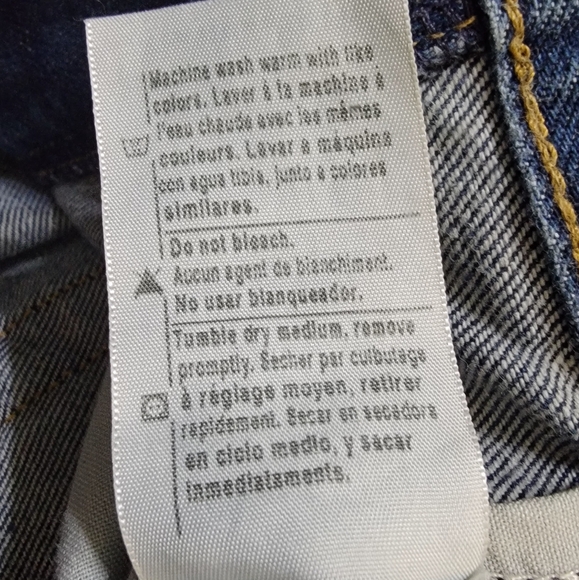 Machine wash warm with like
colors. Laver à la machine à
l'eau chaude avec les mêmes
couleurs. Lavar a máquina
con agua tibia, junto a colores
similares.
Do not bleach.
Aucun agent de blanchiment.
No usar blanqueador.
Tumble dry medium, remove
promptly. Sécher par culbutage
à réglage moyen, retirer
rapidement. Secar en secadora
en ciclo medio, y sacar
inmediatamente.